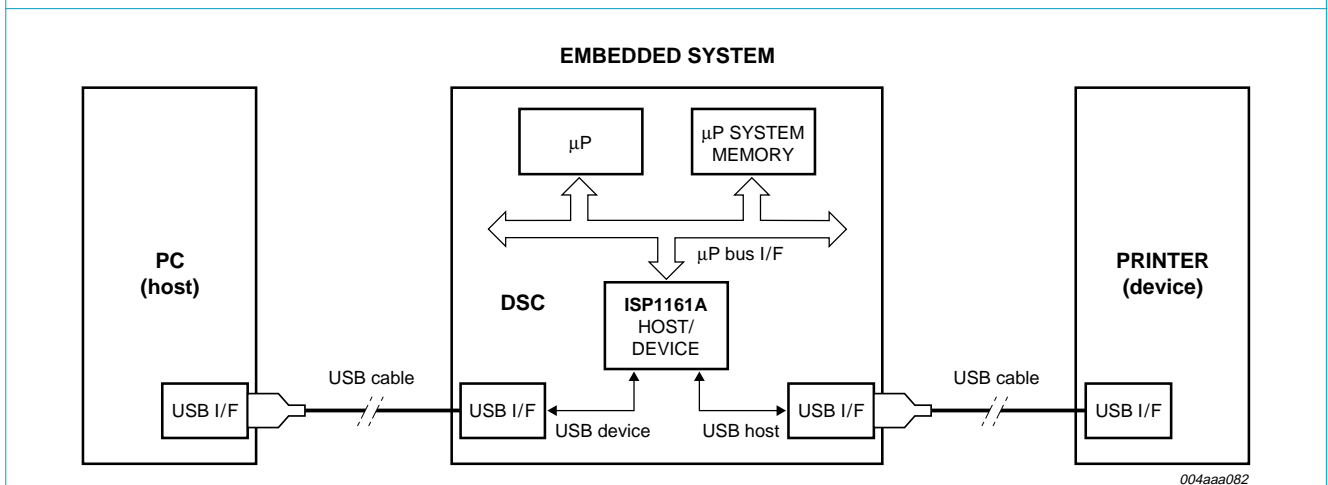 EMBEDDED SYSTEM
μP
μP SYSTEM
MEMORY
μP bus I/F
PC
(host)
DSC
ISP1161A
HOST/
DEVICE
PRINTER
(device)
USB cable
USB cable
USB I/F
USB I/F
USB device
USB host
USB I/F
USB I/F
004aaa082